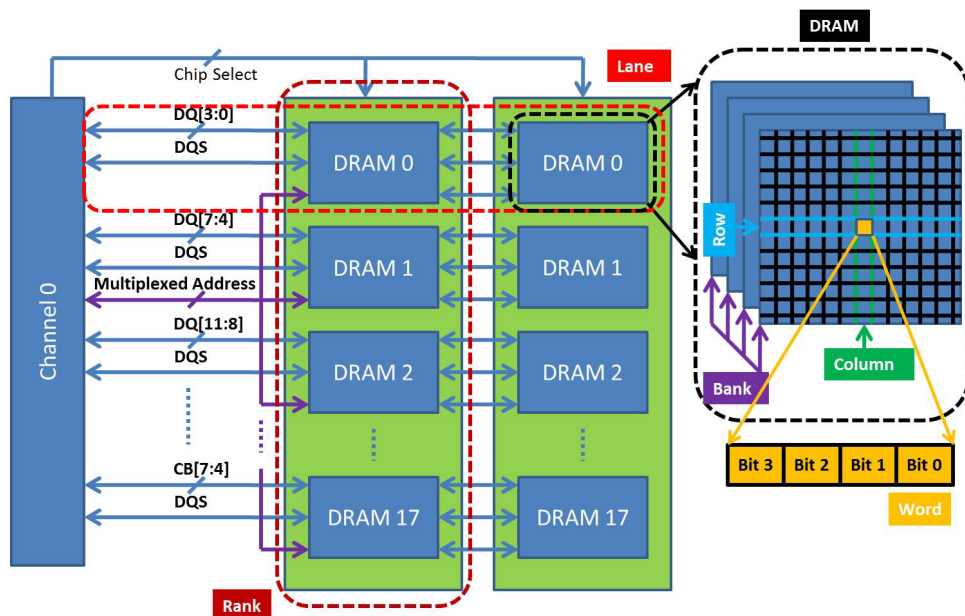 DRAM
Chip Select
Lane
Channel 0
DQ[3:0]
DQS
DRAM 0
DRAM 0
DQ[7:4]
DQS
DRAM 1
DRAM 1
Multiplexed Address
DQ[11:8]
DQS
DRAM 2
DRAM 2
CB[7:4]
DQS
DRAM 17
DRAM 17
Rank
Row
Column
Bank
Bit 3 Bit 2 Bit 1 Bit 0
Word